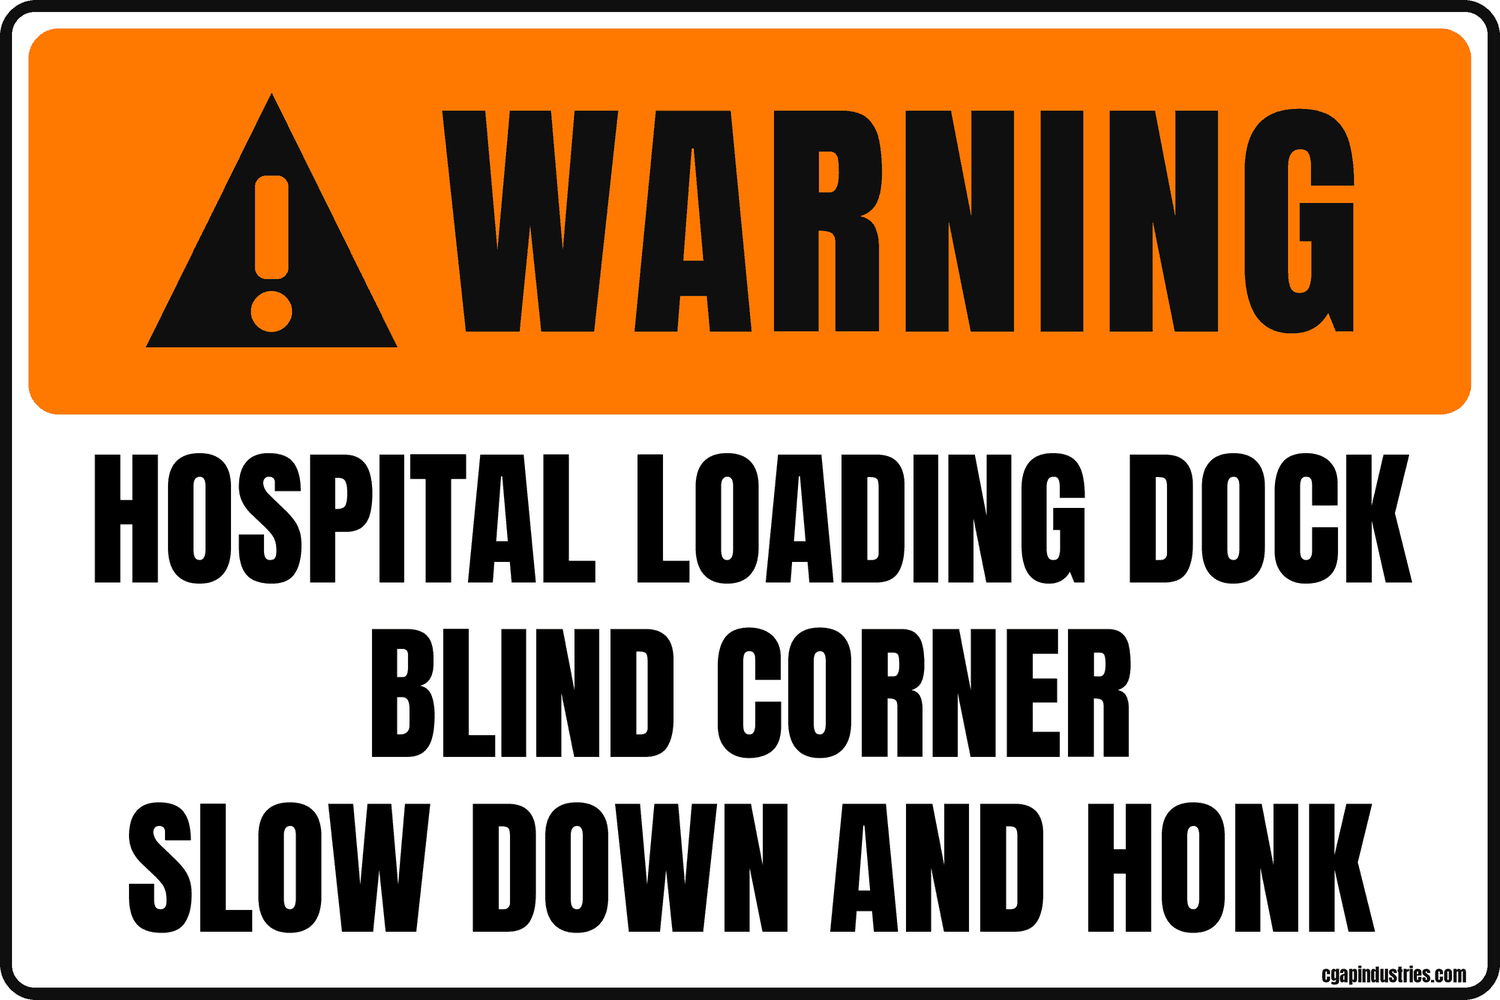 WARNING
HOSPITAL LOADING DOCK
BLIND CORNER
SLOW DOWN AND HONK
cgapindustries.com